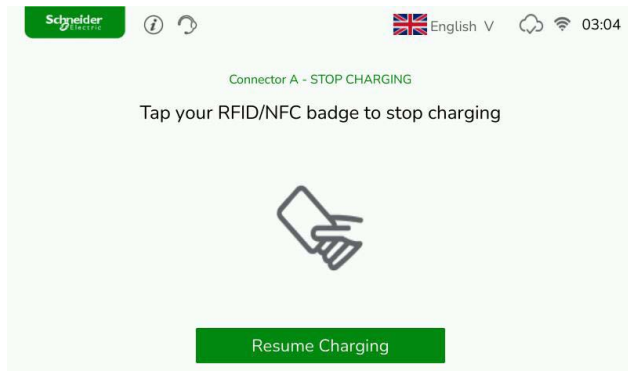 Schneider
Electric
i
English V
03:04
Connector A - STOP CHARGING
Tap your RFID/NFC badge to stop charging
Resume Charging